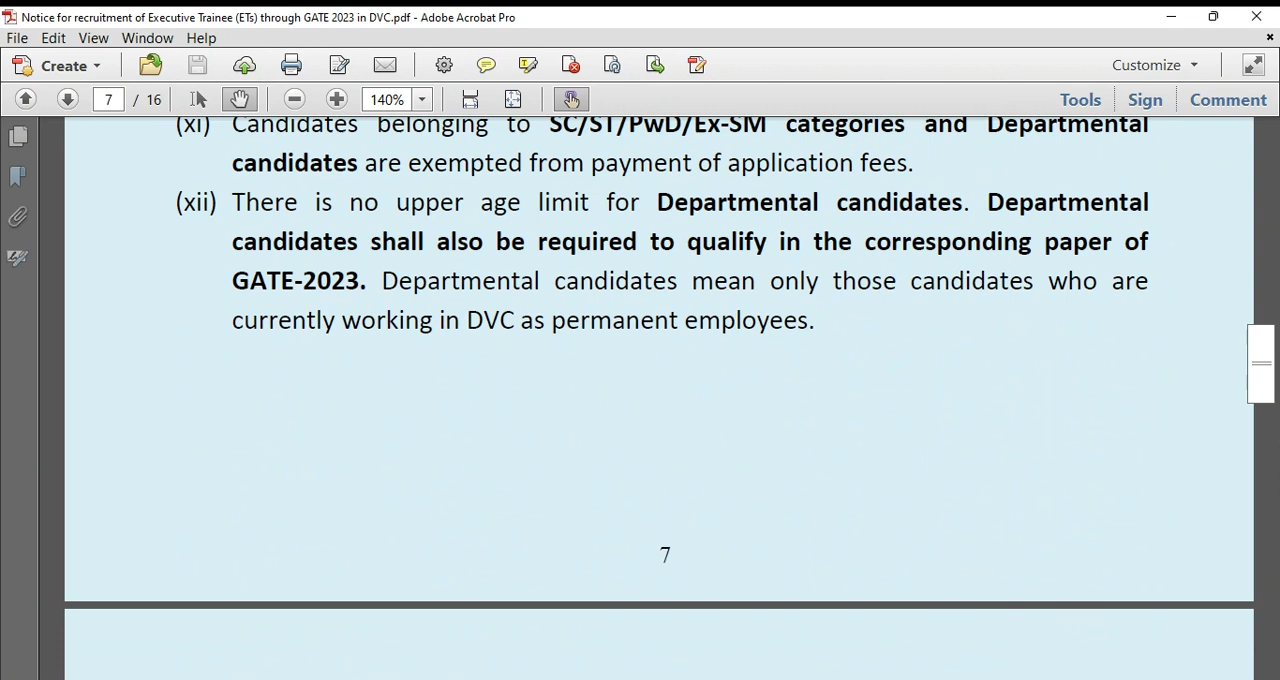 Notice for recruitment of Executive Trainee (ETs) through GATE 2023 in DVC.pdf - Adobe Acrobat Pro
File Edit View Window Help
Create Customize
7 / 16 140% Tools Sign Comment
(xi) Candidates belonging to SC/ST/PwD/Ex-SM categories and Departmental
candidates are exempted from payment of application fees.
(xii) There is no upper age limit for Departmental candidates. Departmental
candidates shall also be required to qualify in the corresponding paper of
GATE-2023. Departmental candidates mean only those candidates who are
currently working in DVC as permanent employees.
7